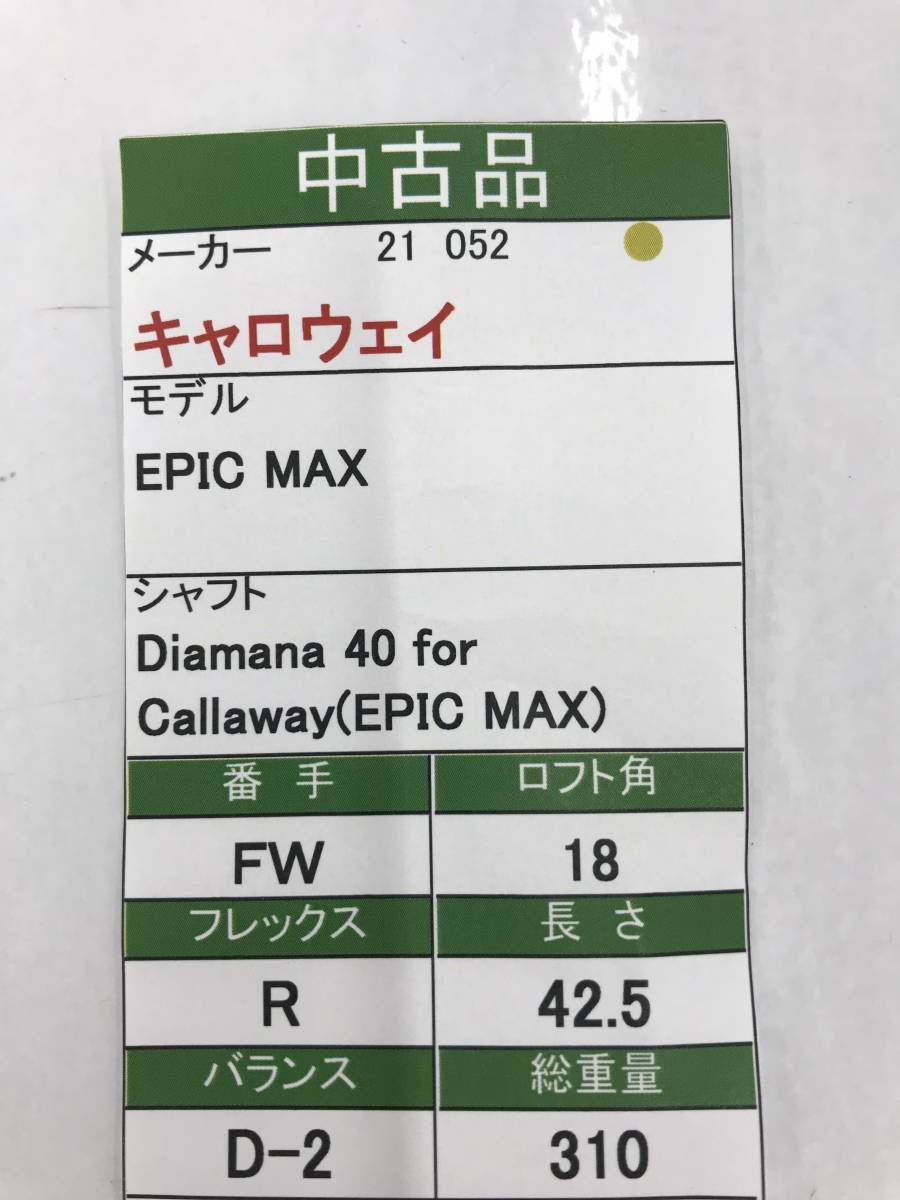 中古品
メーカー 21 052
キャロウェイ
モデル
EPIC MAX
シャフト
Diamana 40 for
Callaway(EPIC MAX)
番手 ロフト角
FW 18
フレックス 長さ
R 42.5
バランス 総重量
D-2 310